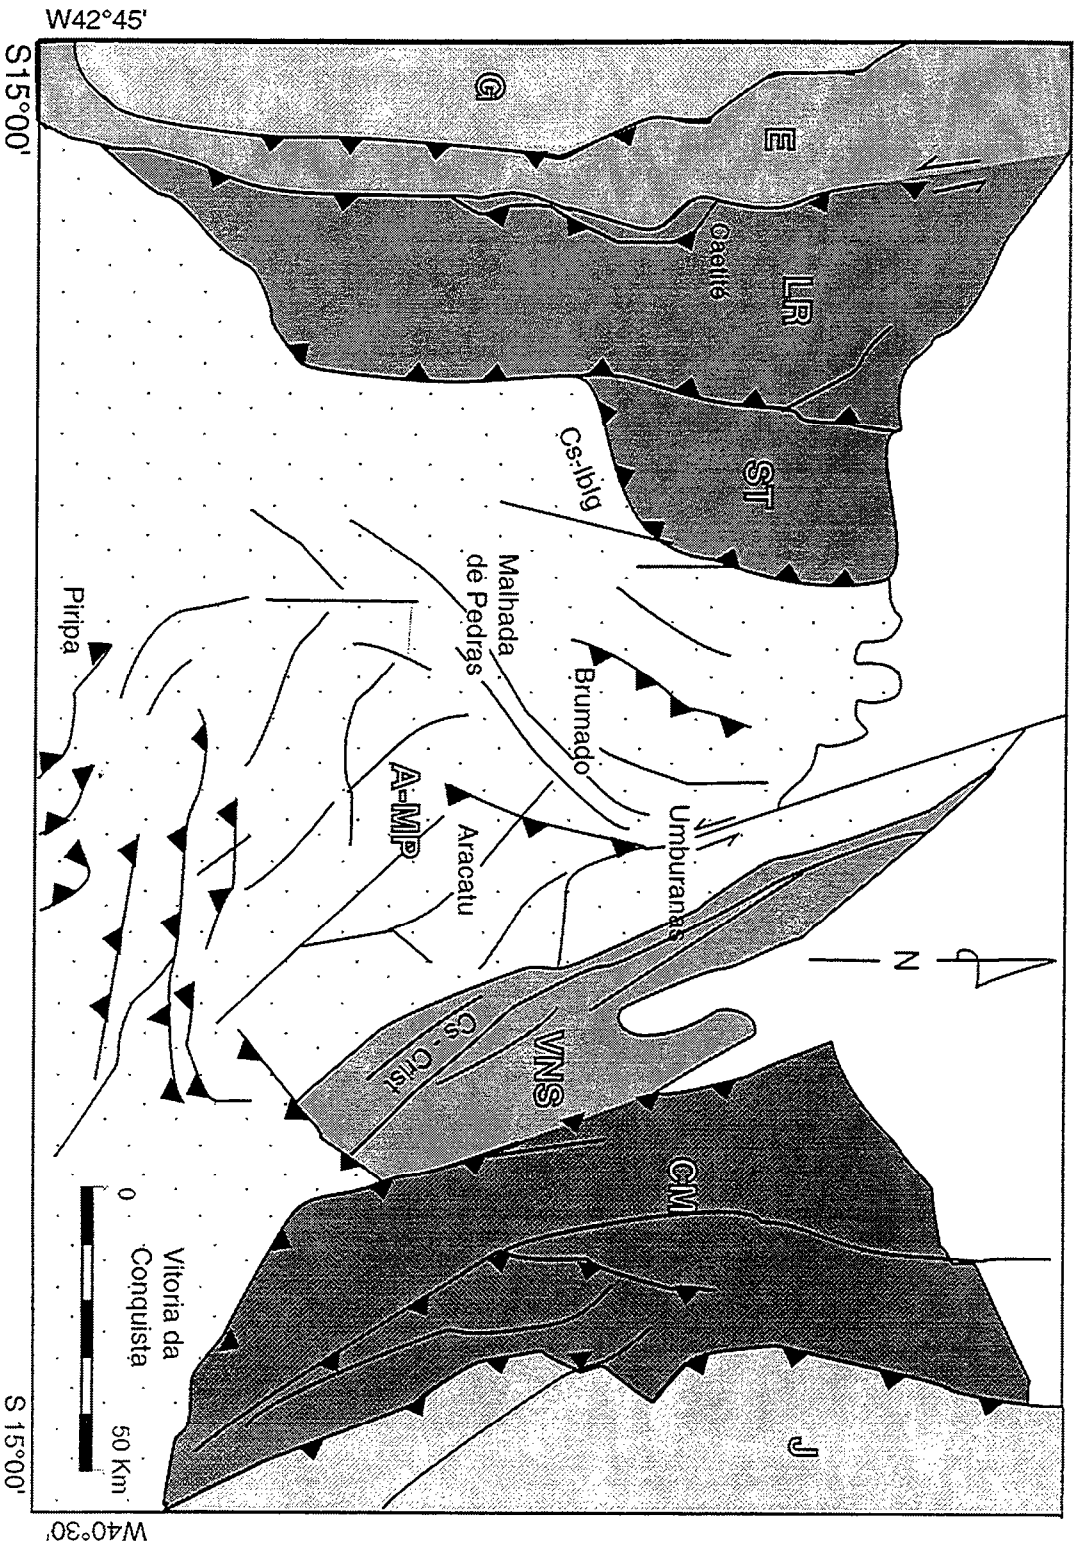 W42°45'
S15°00'
G
E
Caetité
LR
ST
Cs-Iblg
Malhada
de Pedras
Brumado
Piripa
A-MP
Aracatu
Umburanas
N
Cs - Crist
VNS
CM
J
0
50 Km
Vitoria da
Conquista
S 15°00'
W40°30'